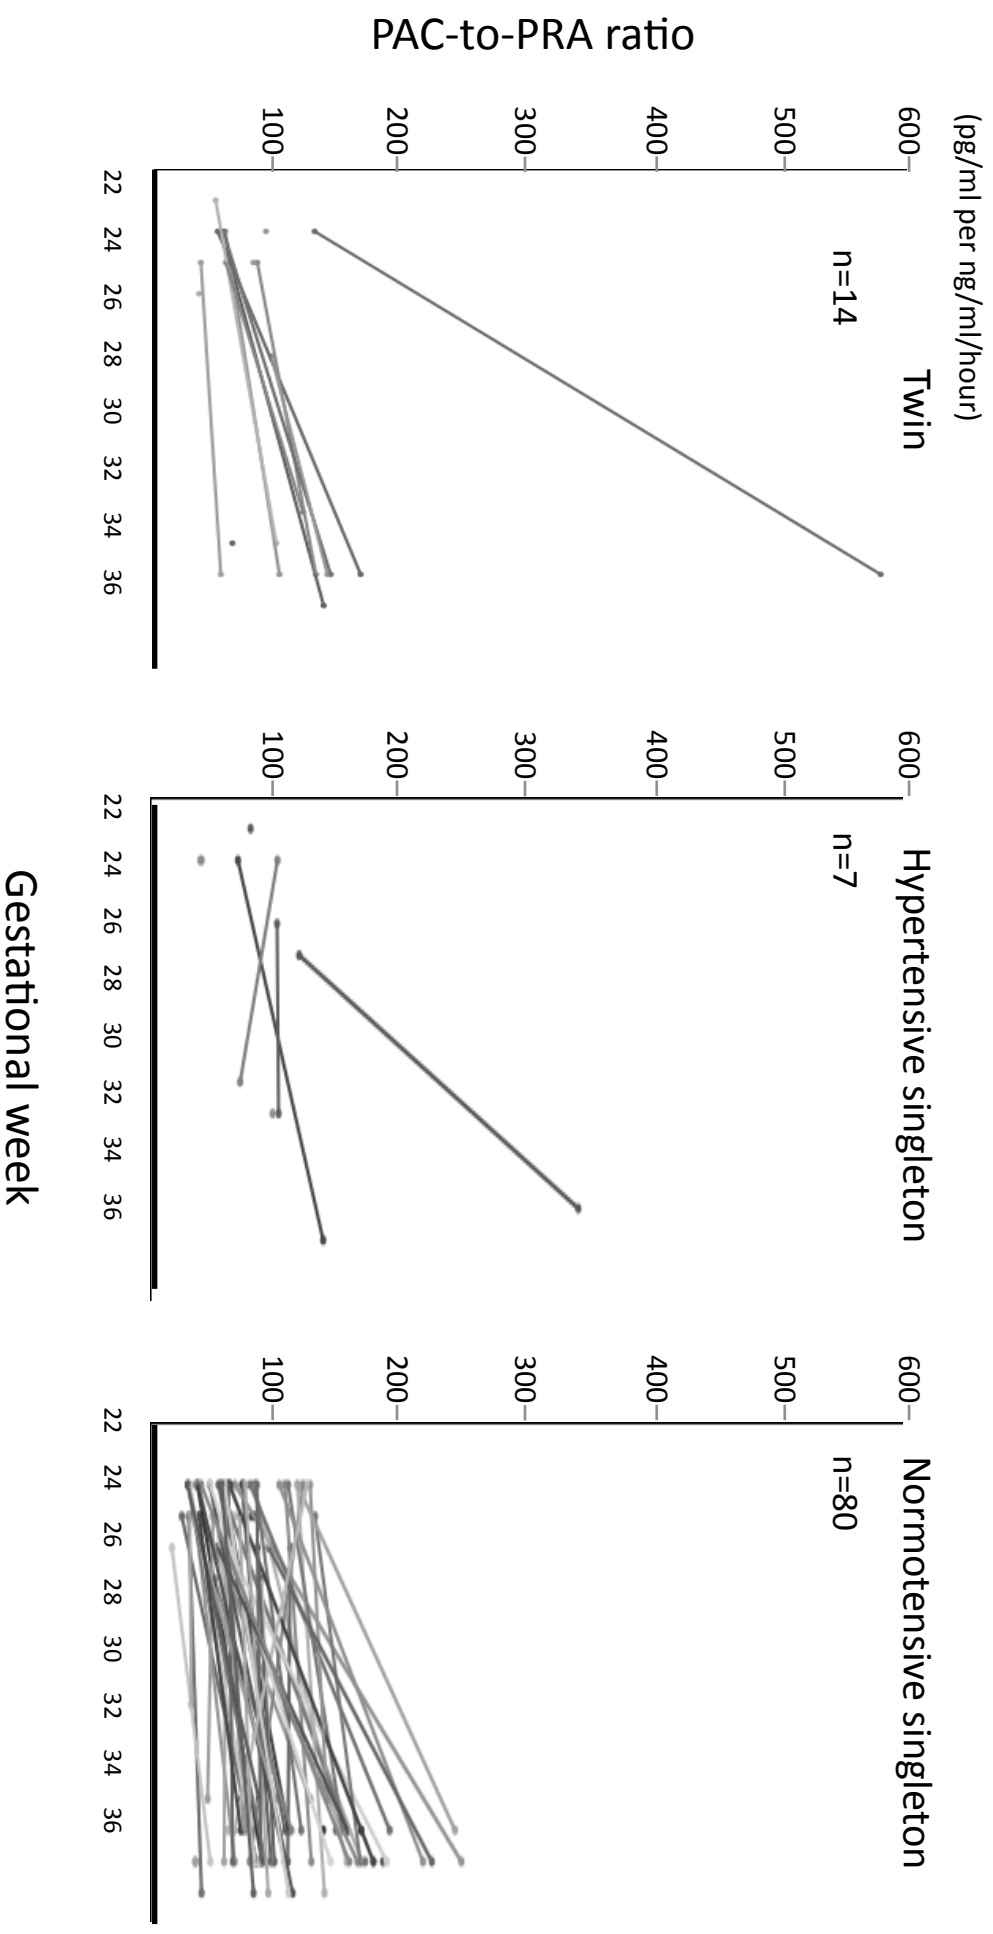 PAC-to-PRA ratio
(pg/ml per ng/ml/hour)
Twin
n=14
600
500
400
300
200
100
22 24 26 28 30 32 34 36
Hypertensive singleton
n=7
600
500
400
300
200
100
22 24 26 28 30 32 34 36
Normotensive singleton
n=80
600
500
400
300
200
100
22 24 26 28 30 32 34 36
Gestational week